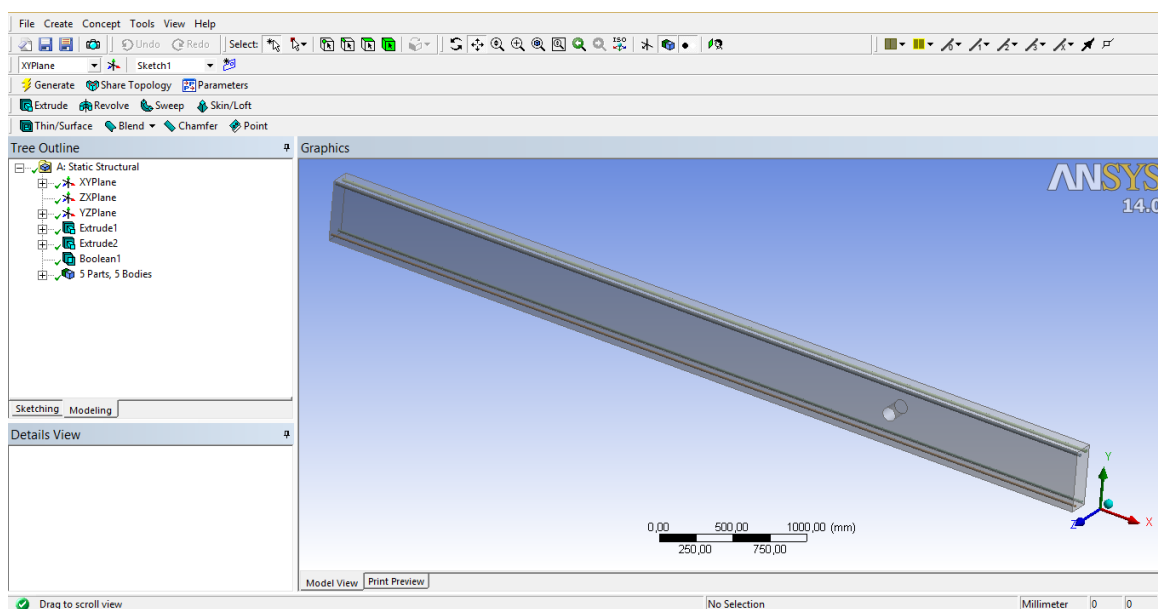 File Create Concept Tools View Help
Undo Redo Select: ISO
XYPlane Sketch1
Generate Share Topology Parameters
Extrude Revolve Sweep Skin/Loft
Thin/Surface Blend Chamfer Point
Tree Outline
A: Static Structural
XYPlane
ZXPlane
YZPlane
Extrude1
Extrude2
Boolean1
5 Parts, 5 Bodies
Sketching Modeling
Details View
Graphics
ANSYS
14.0
Y
X
Z
0,00 500,00 1000,00 (mm)
250,00 750,00
Model View Print Preview
Drag to scroll view No Selection Millimeter 0 0